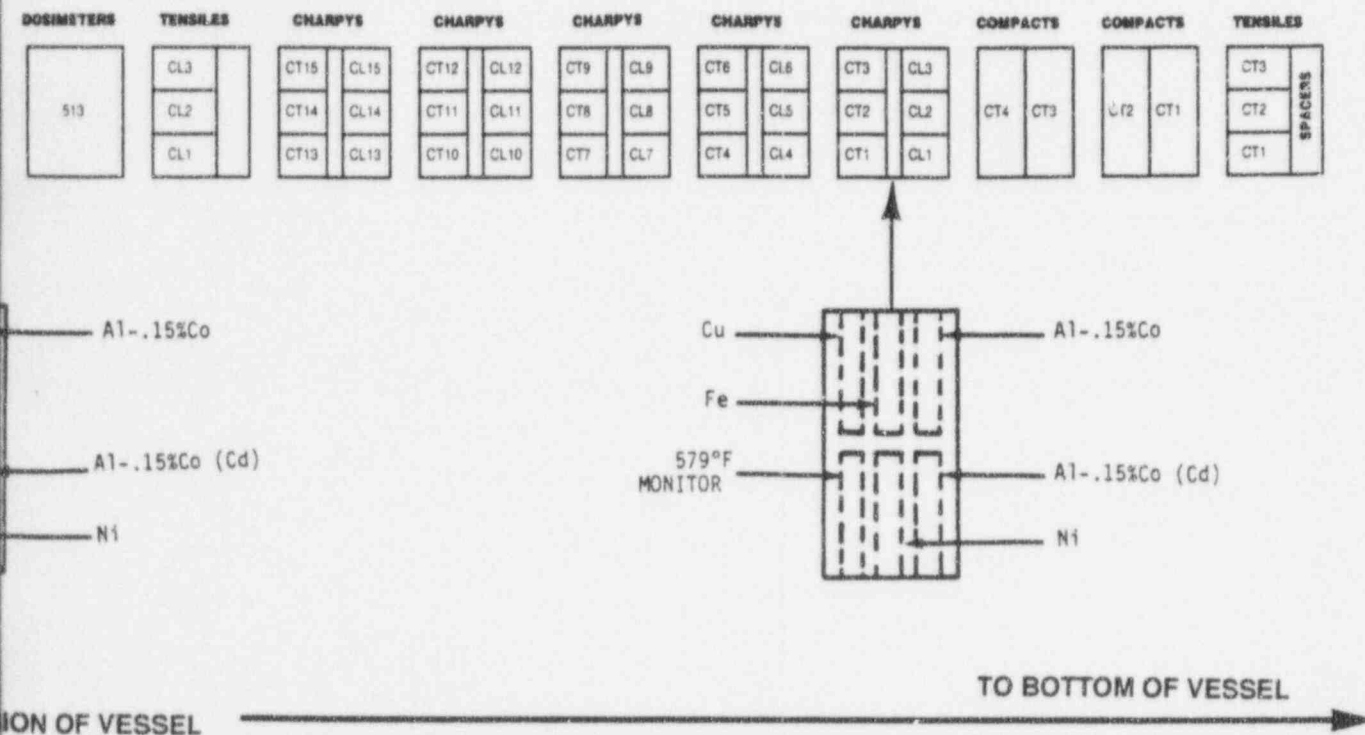 DOSIMETERS TENSILES CHARPYS CHARPYS CHARPYS CHARPYS CHARPYS COMPACTS COMPACTS TENSILES
CL3 CT15 CL15 CT12 CL12 CT9 CL9 CT6 CL6 CT3 CL3 CT3
513 CL2 CT14 CL14 CT11 CL11 CT8 CL8 CT5 CL5 CT2 CL2 CT4 CT3 CT2 CT1 CT2 SPACERS
CL1 CT13 CL13 CT10 CL10 CT7 CL7 CT4 CL4 CT1 CL1 CT1
Al-.15%Co Cu Al-.15%Co
Fe
Al-.15%Co (Cd) 579°F Al-.15%Co (Cd)
MONITOR
Ni Ni
TO BOTTOM OF VESSEL
ION OF VESSEL